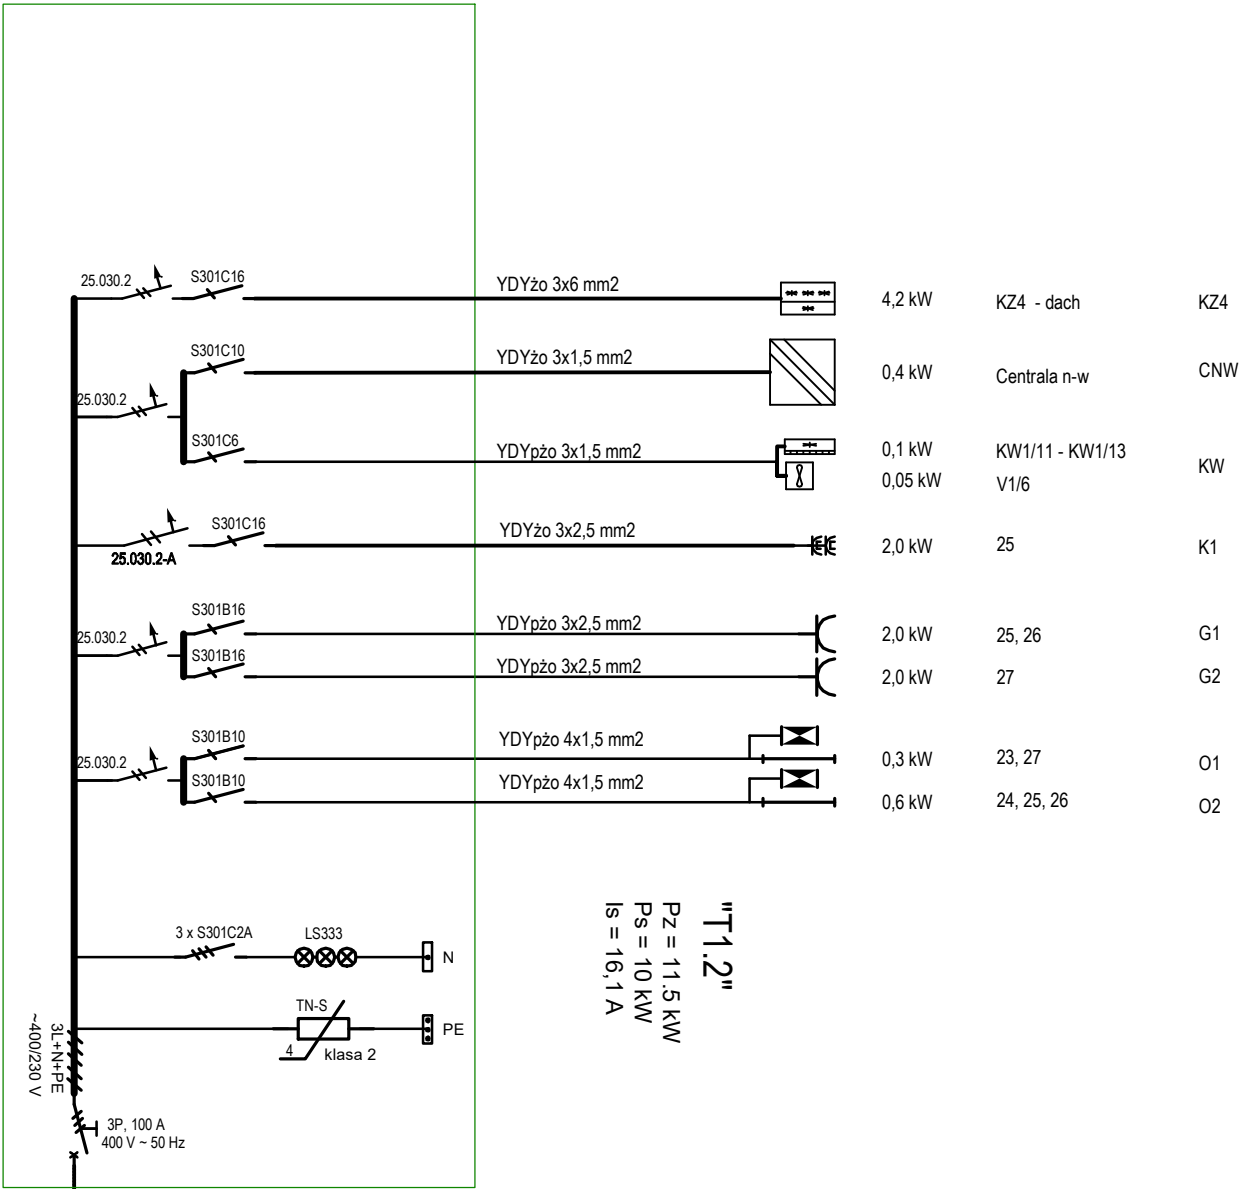 25.030.2 S301C16 YDYżo 3x6 mm2 4,2 kW KZ4 - dach KZ4
S301C10 YDYżo 3x1,5 mm2 0,4 kW Centrala n-w CNW
25.030.2
S301C6 YDYpżo 3x1,5 mm2 0,1 kW KW1/11 - KW1/13 KW
0,05 kW V1/6
S301C16 YDYżo 3x2,5 mm2 2,0 kW 25 K1
25.030.2-A
S301B16 YDYpżo 3x2,5 mm2 2,0 kW 25, 26 G1
25.030.2
S301B16 YDYpżo 3x2,5 mm2 2,0 kW 27 G2
S301B10 YDYpżo 4x1,5 mm2 0,3 kW 23, 27 O1
25.030.2
S301B10 YDYpżo 4x1,5 mm2 0,6 kW 24, 25, 26 O2
"T1.2"
Pz = 11.5 kW
Ps = 10 kW
Is = 16,1 A
3 x S301C2A LS333 N
TN-S PE
4 klasa 2
3L+N+PE
~400/230 V
3P, 100 A
400 V ~ 50 Hz